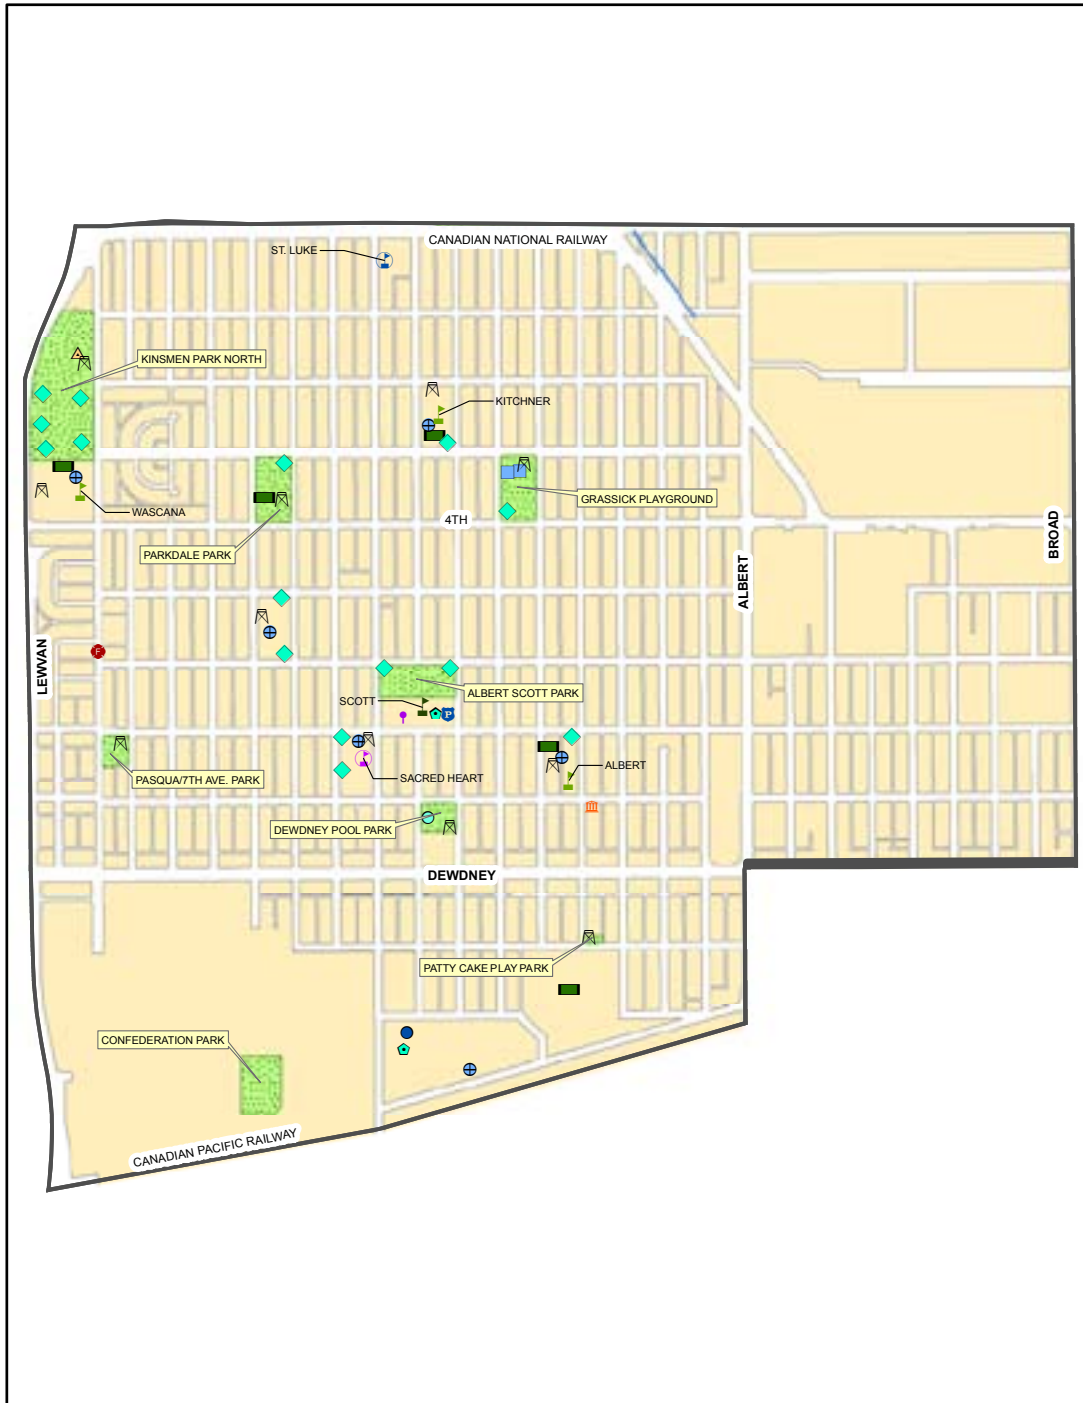 CANADIAN NATIONAL RAILWAY
ST. LUKE
KINSMEN PARK NORTH
KITCHNER
GRASSICK PLAYGROUND
WASCANA
4TH
BROAD
PARKDALE PARK
ALBERT
LEWVAN
ALBERT SCOTT PARK
SCOTT
P
F
ALBERT
SACRED HEART
PASQUA/7TH AVE. PARK
DEWDNEY POOL PARK
DEWDNEY
PATTY CAKE PLAY PARK
CONFEDERATION PARK
CANADIAN PACIFIC RAILWAY